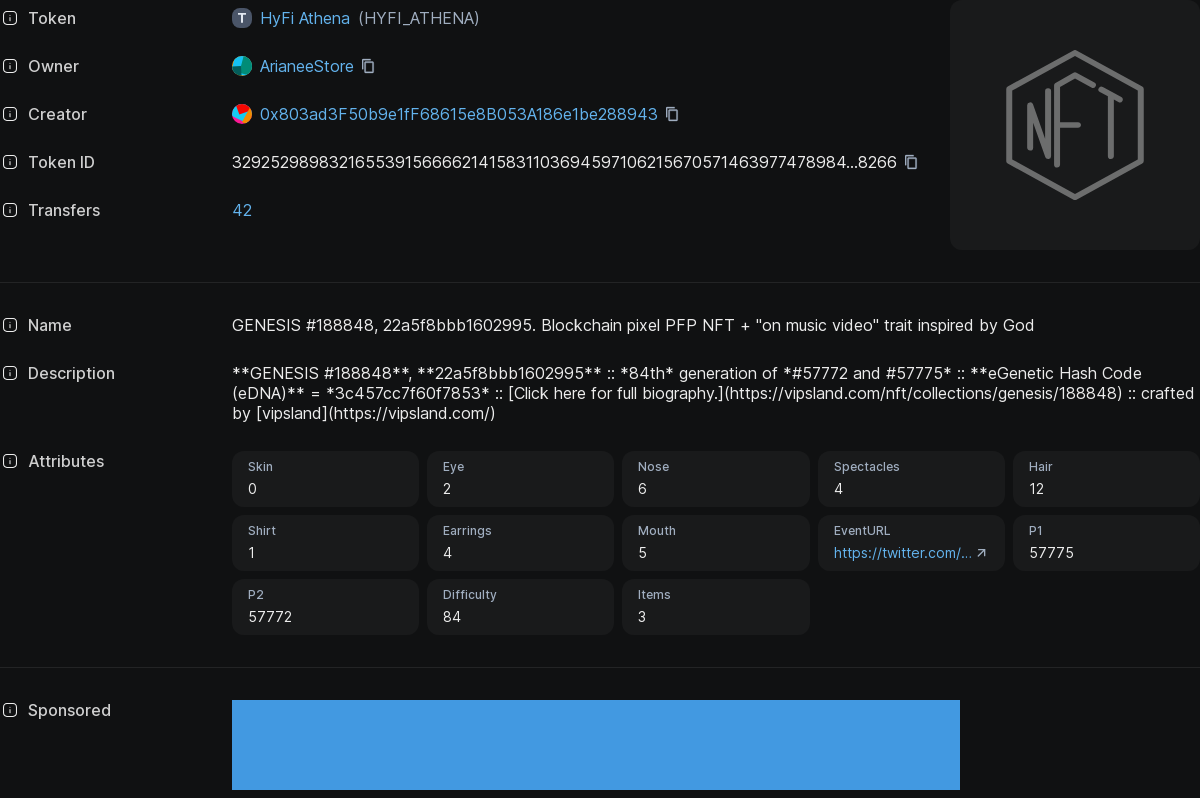 Token T HyFi Athena (HYFI_ATHENA)
Owner ArianeeStore
Creator 0x803ad3F50b9e1fF68615e8B053A186e1be288943
Token ID 32925298983216553915666621415831103694597106215670571463977478984...8266
Transfers 42
NFT
Name GENESIS #188848, 22a5f8bbb1602995. Blockchain pixel PFP NFT + "on music video" trait inspired by God
Description **GENESIS #188848**, **22a5f8bbb1602995** :: *84th* generation of *#57772 and #57775* :: **eGenetic Hash Code
(eDNA)** = *3c457cc7f60f7853* :: [Click here for full biography.](https://vipsland.com/nft/collections/genesis/188848) :: crafted
by [vipsland](https://vipsland.com/)
Attributes
Skin Eye Nose Spectacles Hair
0 2 6 4 12
Shirt Earrings Mouth EventURL P1
1 4 5 https://twitter.com/... 57775
P2 Difficulty Items
57772 84 3
Sponsored